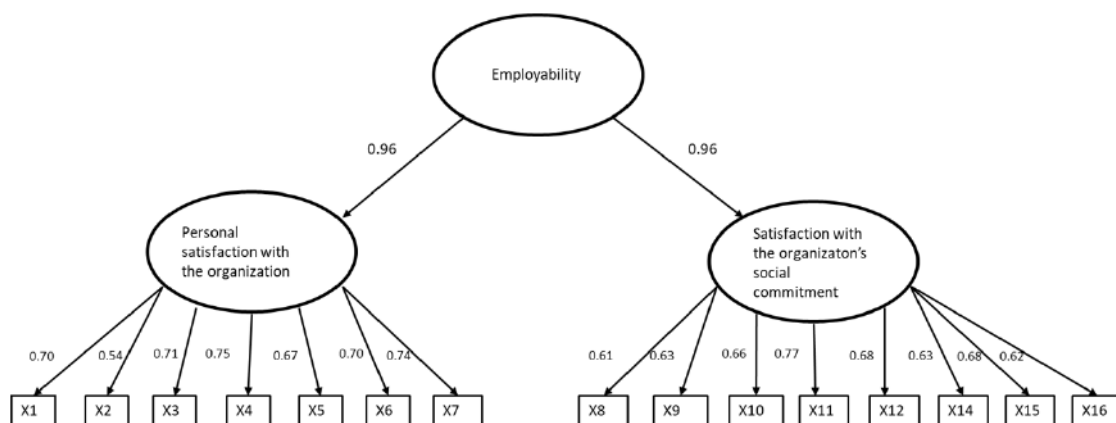 Employability
0.96
0.96
Personal
satisfaction with
the organization
Satisfaction with
the organizaton's
social
commitment
0.70
0.54
0.71
0.75
0.67
0.70
0.74
0.61
0.63
0.66
0.77
0.68
0.63
0.68
0.62
X1
X2
X3
X4
X5
X6
X7
X8
X9
X10
X11
X12
X14
X15
X16